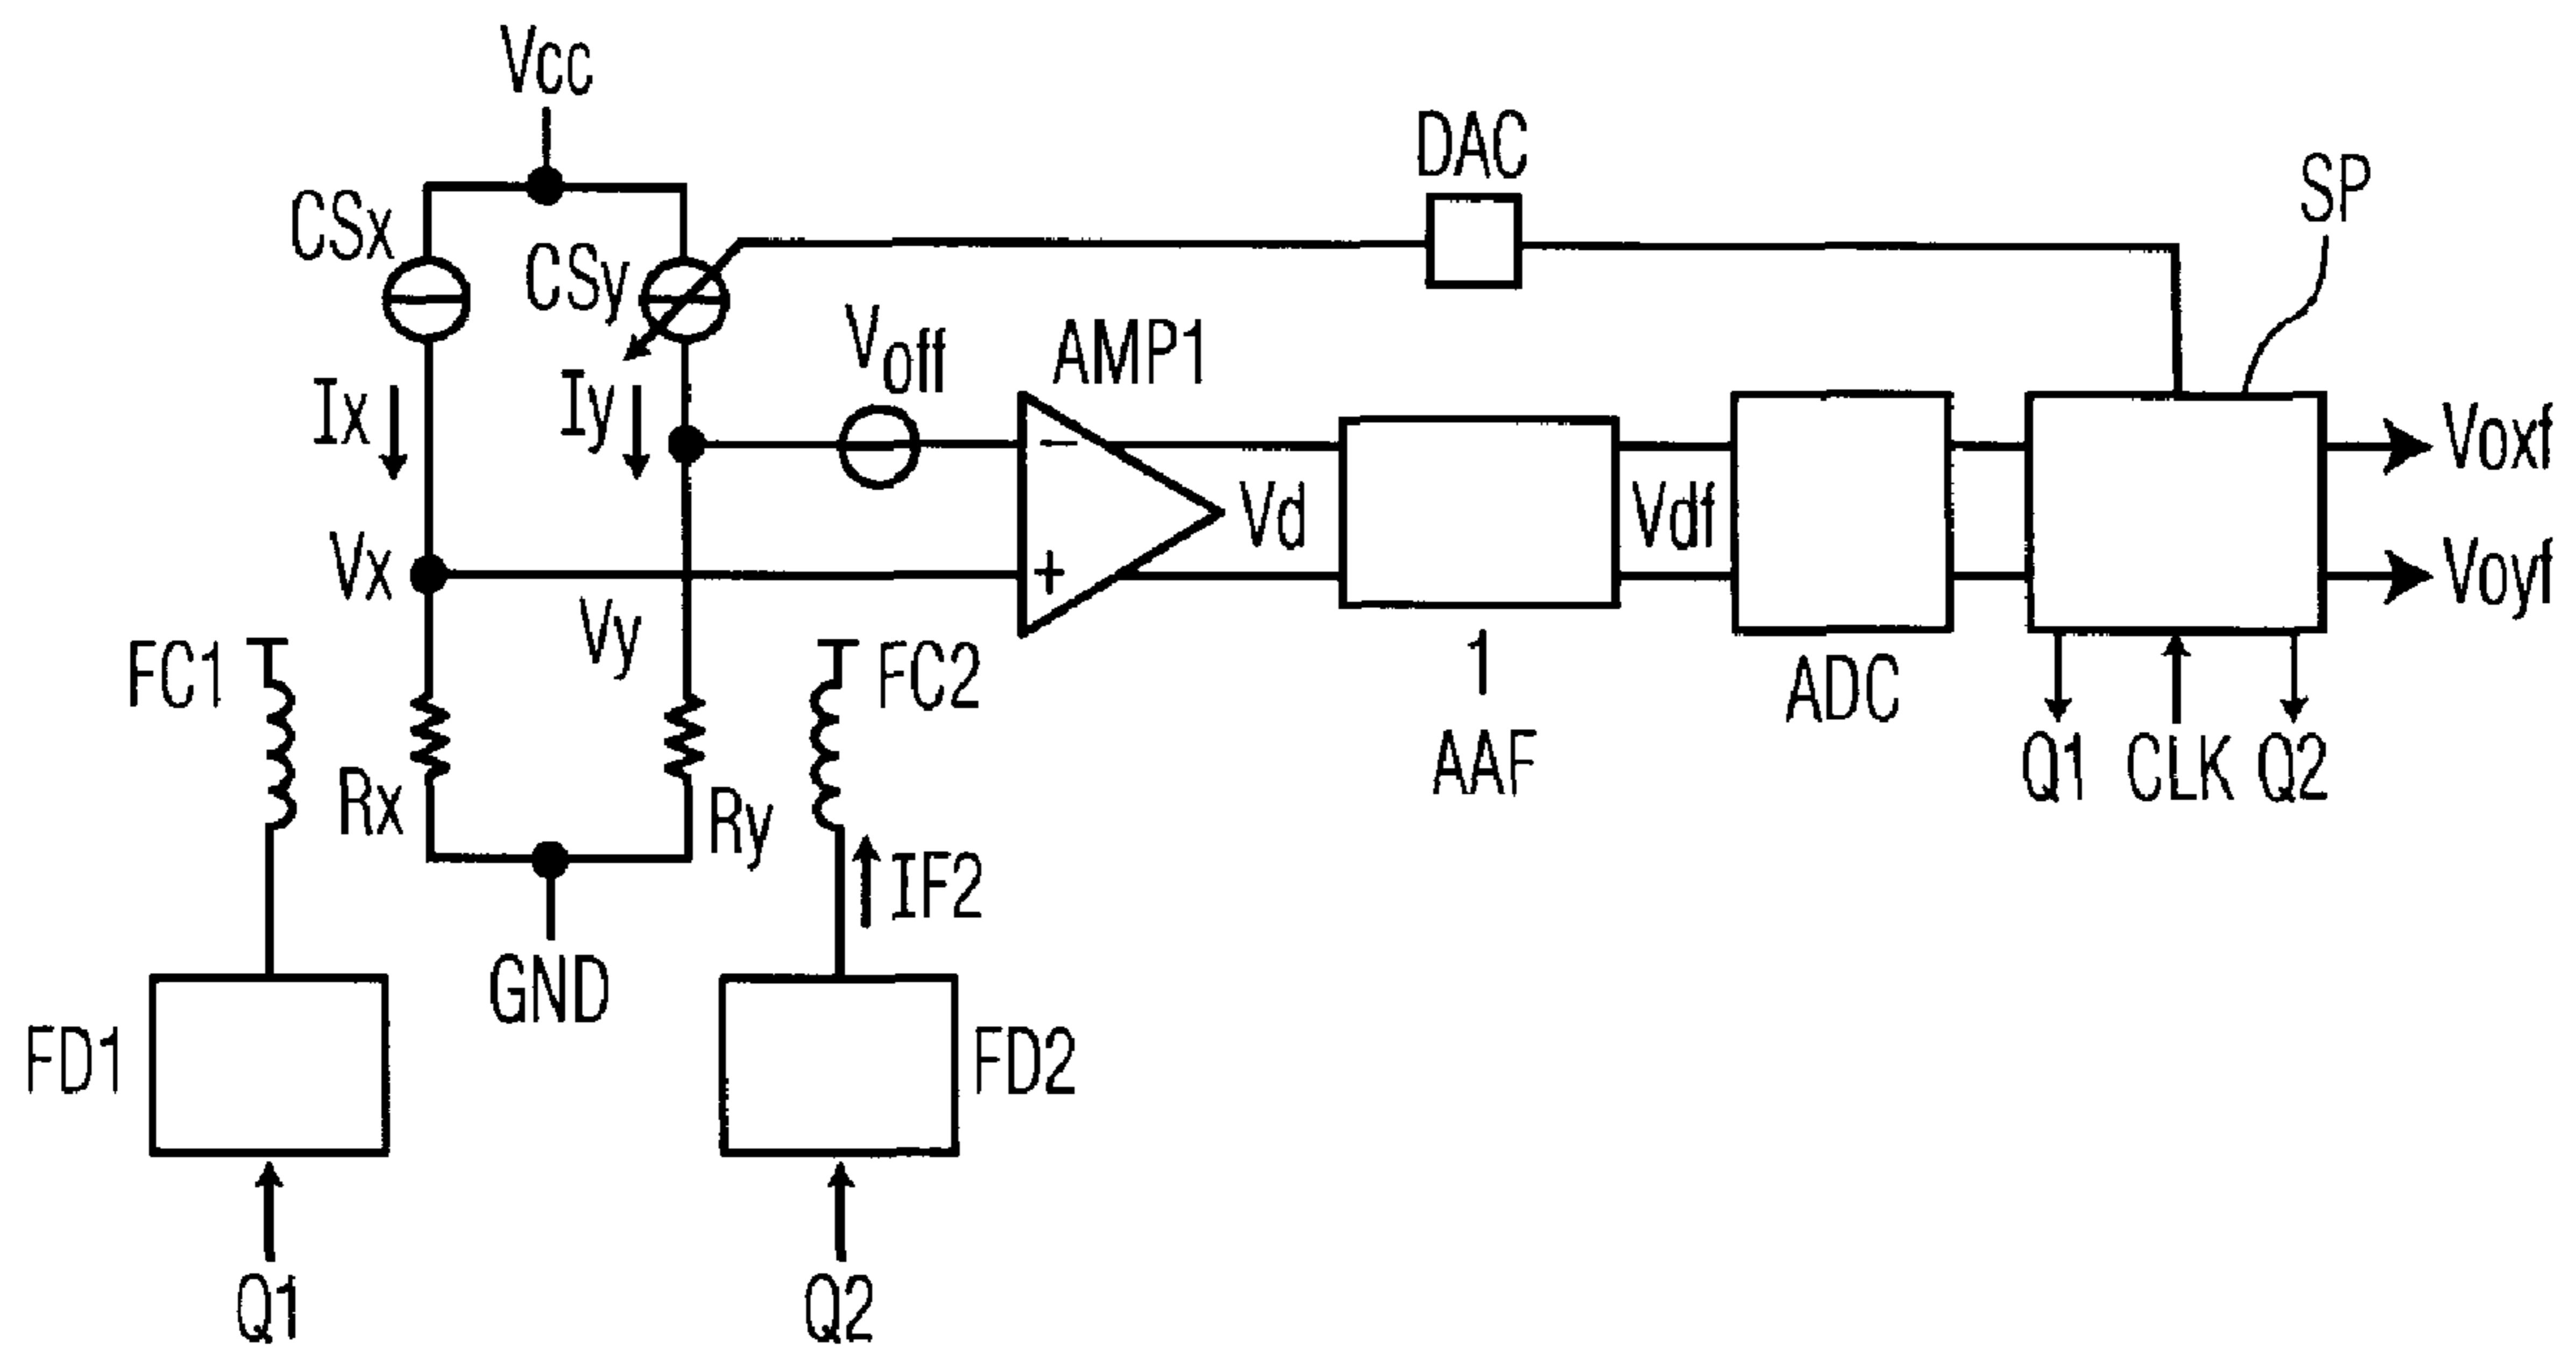 Vcc
DAC
SP
CSx
CSy
Voff
AMP1
Ix
Iy
−
Voxf
Vd
Vdf
Vx
+
Voyf
Vy
FC1
FC2
1
ADC
AAF
Q1
CLK
Q2
Rx
Ry
IF2
GND
FD1
FD2
Q1
Q2